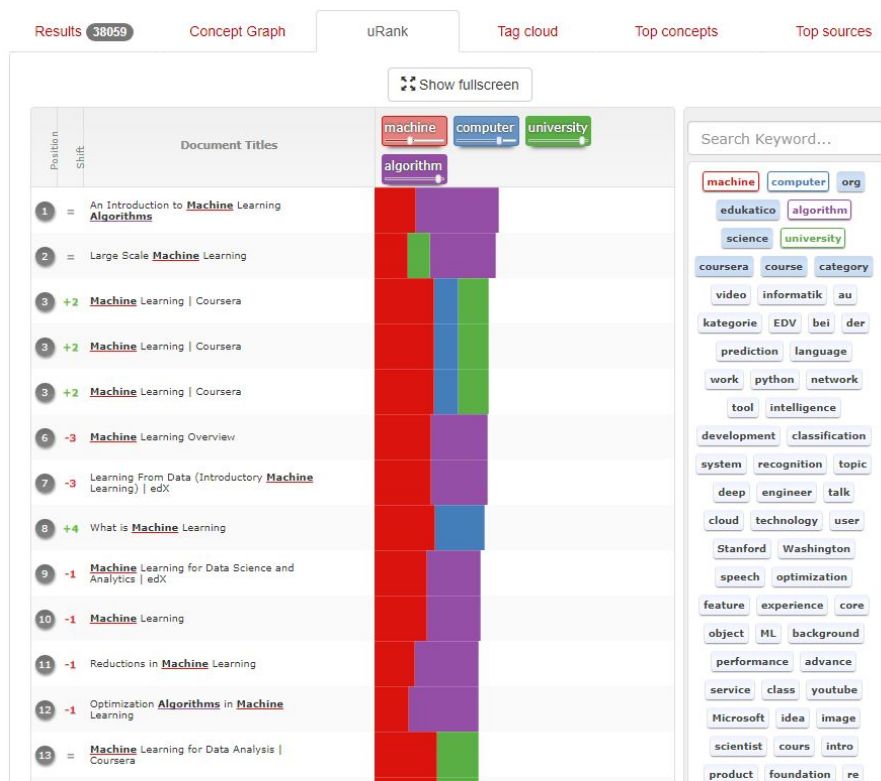 Results 38059 Concept Graph uRank Tag cloud Top concepts Top sources
Show fullscreen
Position Shift Document Titles
machine computer university
algorithm
1 = An Introduction to Machine Learning
Algorithms
2 = Large Scale Machine Learning
3 +2 Machine Learning | Coursera
3 +2 Machine Learning | Coursera
3 +2 Machine Learning | Coursera
6 -3 Machine Learning Overview
7 -3 Learning From Data (Introductory Machine
Learning) | edX
8 +4 What is Machine Learning
9 -1 Machine Learning for Data Science and
Analytics | edX
10 -1 Machine Learning
11 -1 Reductions in Machine Learning
12 -1 Optimization Algorithms in Machine
Learning
13 = Machine Learning for Data Analysis |
Coursera
Search Keyword...
machine computer org
edukatico algorithm
science university
coursera course category
video informatik au
kategorie EDV bei der
prediction language
work python network
tool intelligence
development classification
system recognition topic
deep engineer talk
cloud technology user
Stanford Washington
speech optimization
feature experience core
object ML background
performance advance
service class youtube
Microsoft idea image
scientist cours intro
product foundation re